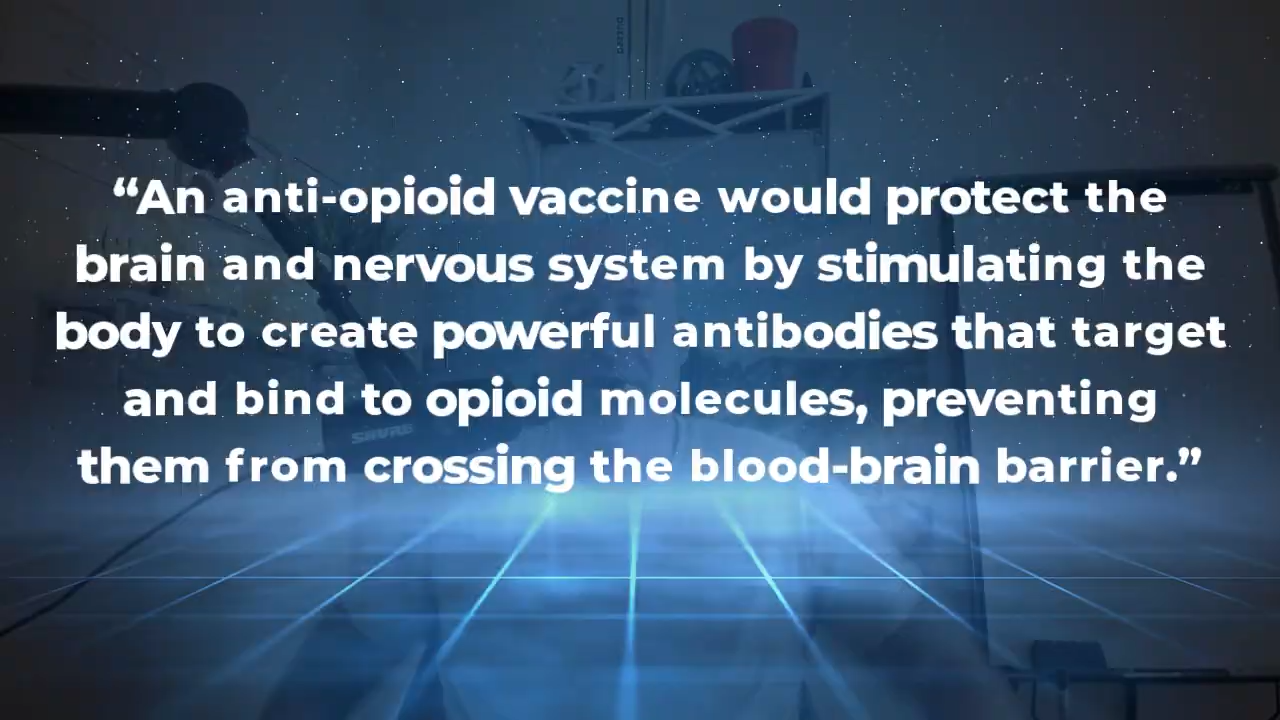 “An anti-opioid vaccine would protect the
brain and nervous system by stimulating the
body to create powerful antibodies that target
and bind to opioid molecules, preventing
them from crossing the blood-brain barrier.”
SHURE